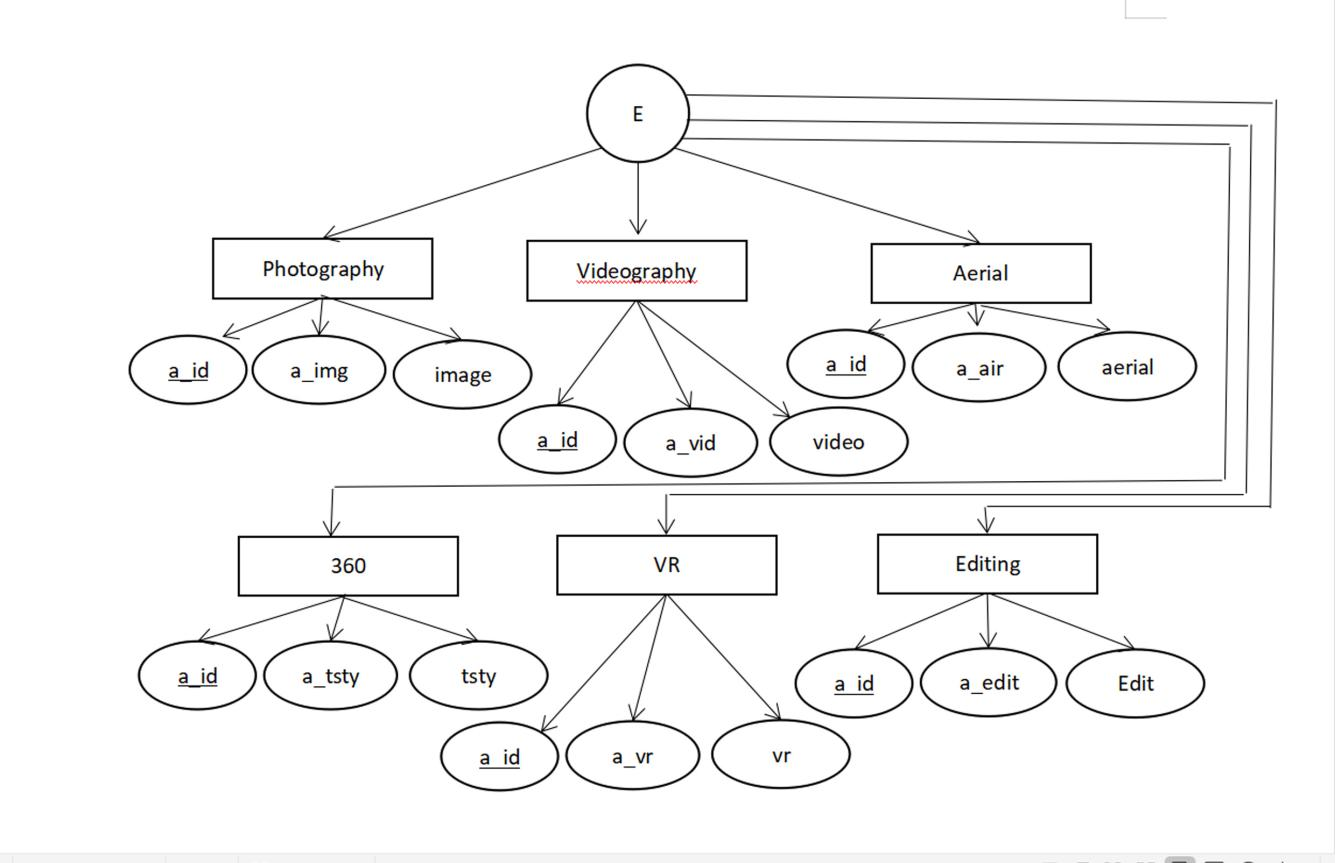 E
Photography
Videography
Aerial
a_id
a_img
image
a_id
a_air
aerial
a_id
a_vid
video
360
VR
Editing
a_id
a_tsty
tsty
a_id
a_edit
Edit
a_id
a_vr
vr